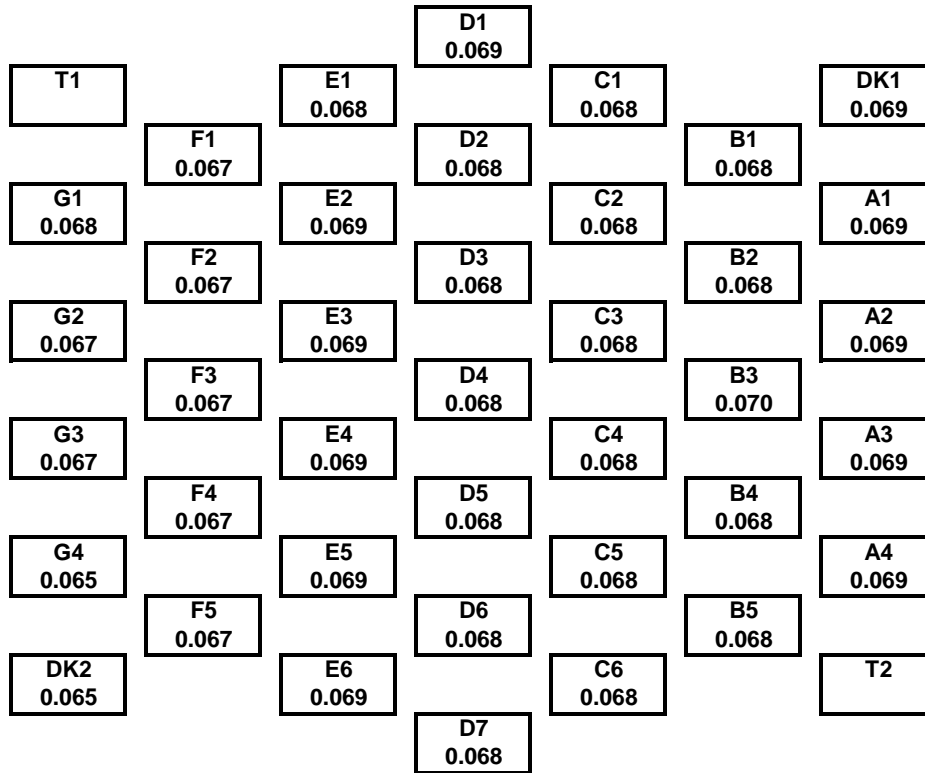 D1
0.069
T1 E1 C1 DK1
0.068 0.068 0.069
F1 D2 B1
0.067 0.068 0.068
G1 E2 C2 A1
0.068 0.069 0.068 0.069
F2 D3 B2
0.067 0.068 0.068
G2 E3 C3 A2
0.067 0.069 0.068 0.069
F3 D4 B3
0.067 0.068 0.070
G3 E4 C4 A3
0.067 0.069 0.068 0.069
F4 D5 B4
0.067 0.068 0.068
G4 E5 C5 A4
0.065 0.069 0.068 0.069
F5 D6 B5
0.067 0.068 0.068
DK2 E6 C6 T2
0.065 0.069 0.068
D7
0.068